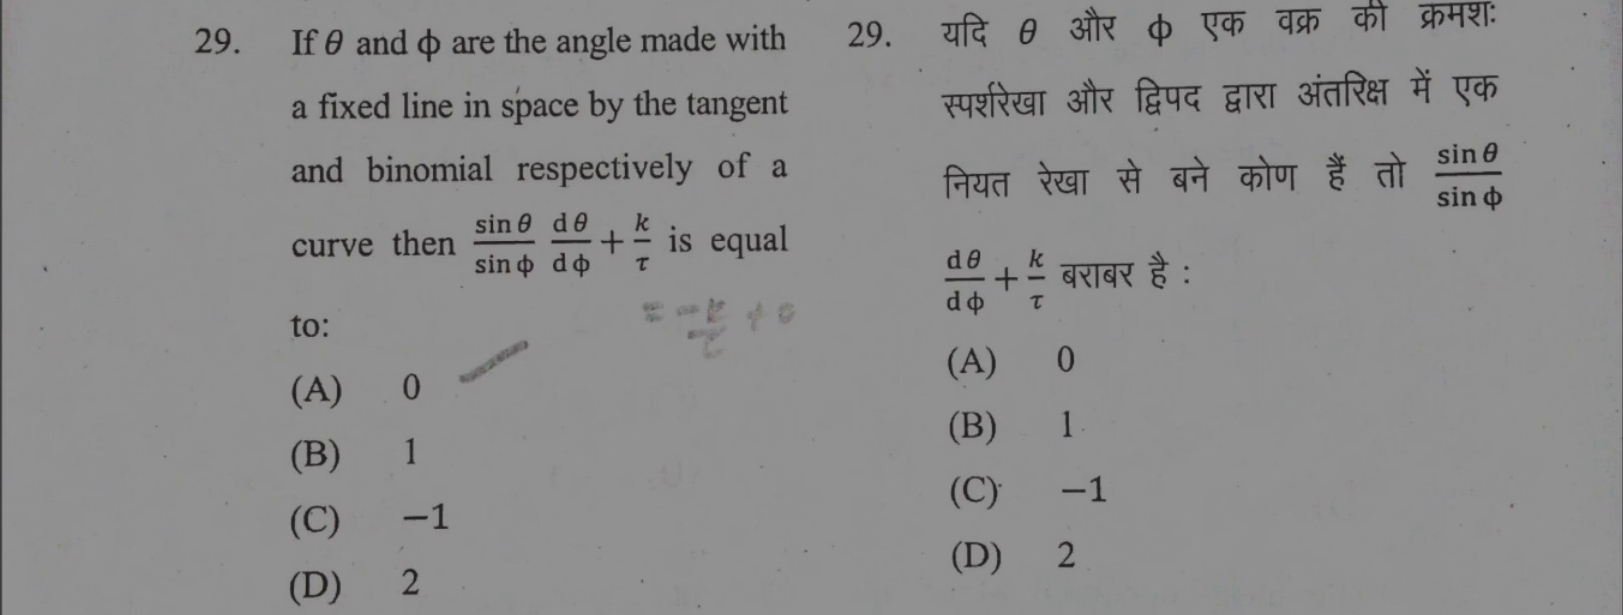 29. If θ and ϕ are the angle made with
a fixed line in space by the tangent
and binomial respectively of a
curve then sin θ/sin ϕ dθ/dϕ + k/τ is equal
to:
= -k/τ + 0
(A) 0
(B) 1
(C) −1
(D) 2
29. यदि θ और ϕ एक वक्र की क्रमशः
स्पर्शरेखा और द्विपद द्वारा अंतरिक्ष में एक
नियत रेखा से बने कोण हैं तो sin θ/sin ϕ
dθ/dϕ + k/τ बराबर है :
(A) 0
(B) 1
(C) −1
(D) 2